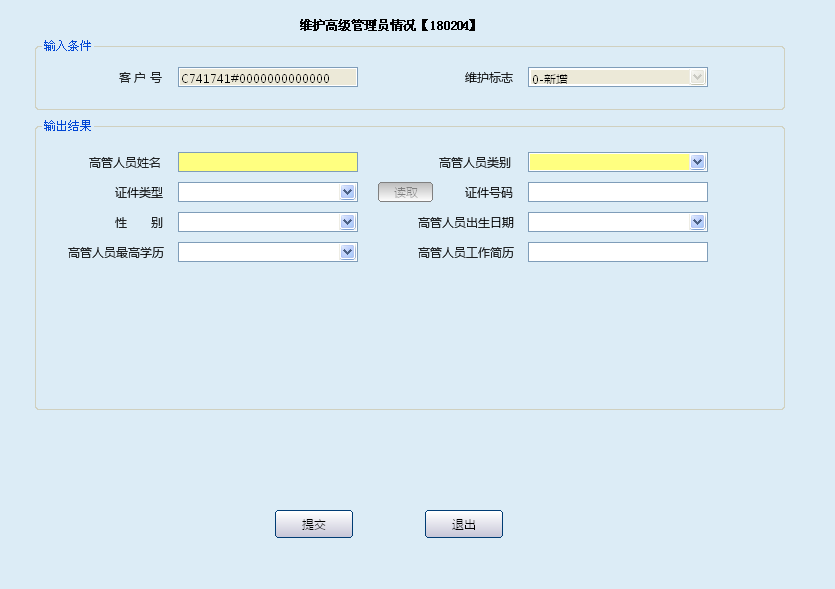 维护高级管理员情况【180204】
输入条件
客 户 号 C741741#0000000000000 维护标志 0-新增
输出结果
高管人员姓名 高管人员类别
证件类型 读取 证件号码
性 别 高管人员出生日期
高管人员最高学历 高管人员工作简历
提交 退出